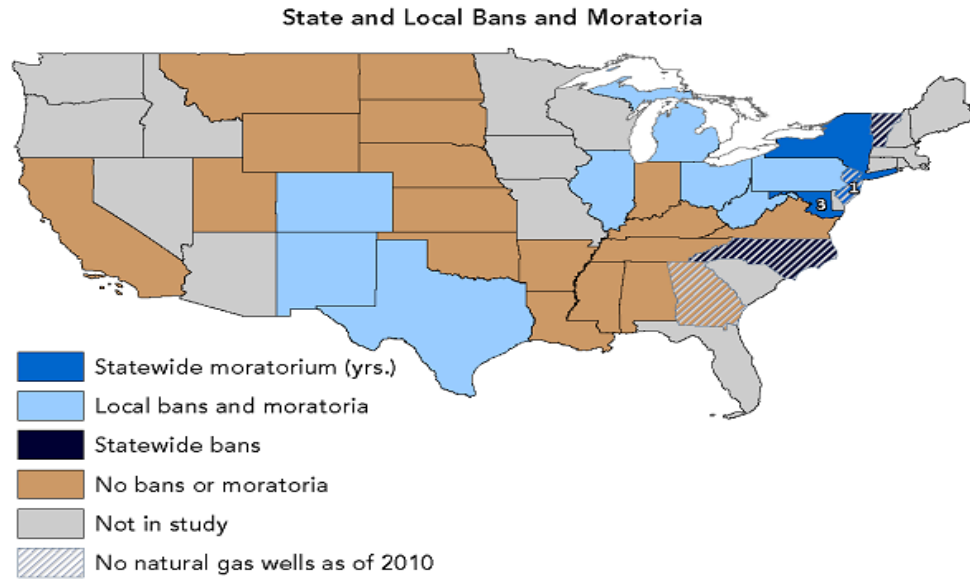 State and Local Bans and Moratoria
1
3
Statewide moratorium (yrs.)
Local bans and moratoria
Statewide bans
No bans or moratoria
Not in study
No natural gas wells as of 2010